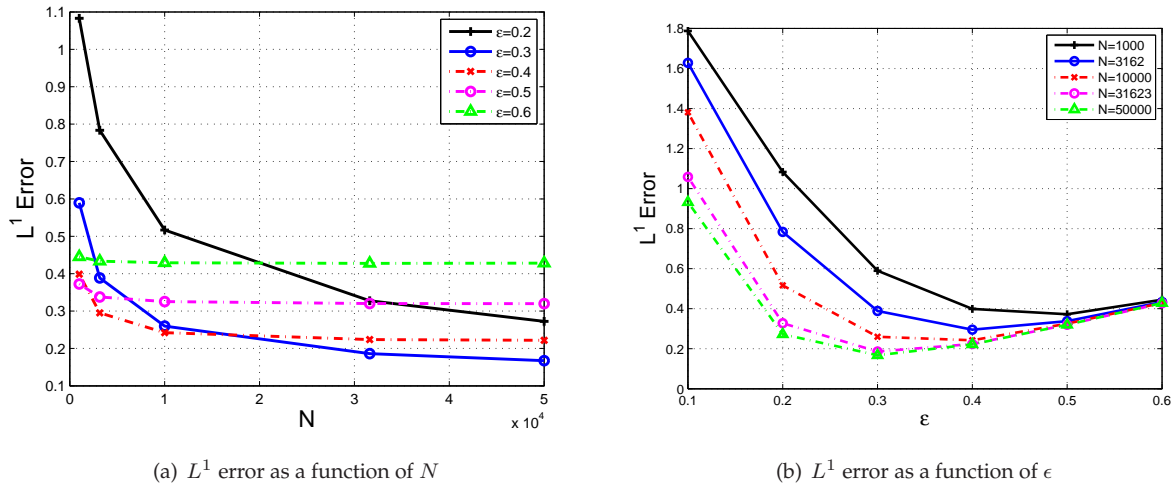 1.1
1
0.9
0.8
0.7
0.6
0.5
0.4
0.3
0.2
0.1
L¹ Error
0 1 2 3 4 5
x 10⁴
N
ε=0.2
ε=0.3
ε=0.4
ε=0.5
ε=0.6
(a) L¹ error as a function of N
1.8
1.6
1.4
1.2
1
0.8
0.6
0.4
0.2
0
L¹ Error
0.1 0.2 0.3 0.4 0.5 0.6
ε
N=1000
N=3162
N=10000
N=31623
N=50000
(b) L¹ error as a function of ϵ